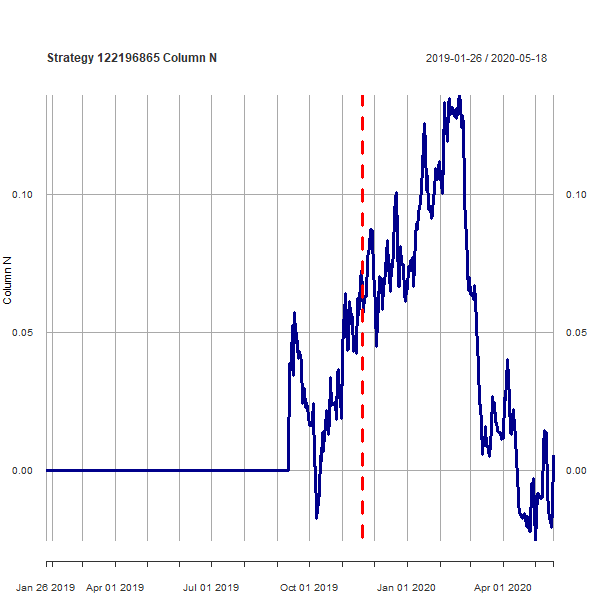 Strategy 122196865 Column N
2019-01-26 / 2020-05-18
Column N
0.10
0.05
0.00
0.10
0.05
0.00
Jan 26 2019
Apr 01 2019
Jul 01 2019
Oct 01 2019
Jan 01 2020
Apr 01 2020